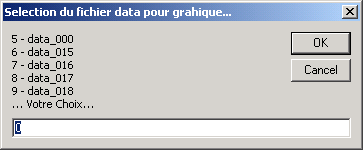 Selection du fichier data pour grahique...
5 - data_000
6 - data_015
7 - data_016
8 - data_017
9 - data_018
... Votre Choix...
OK
Cancel
0